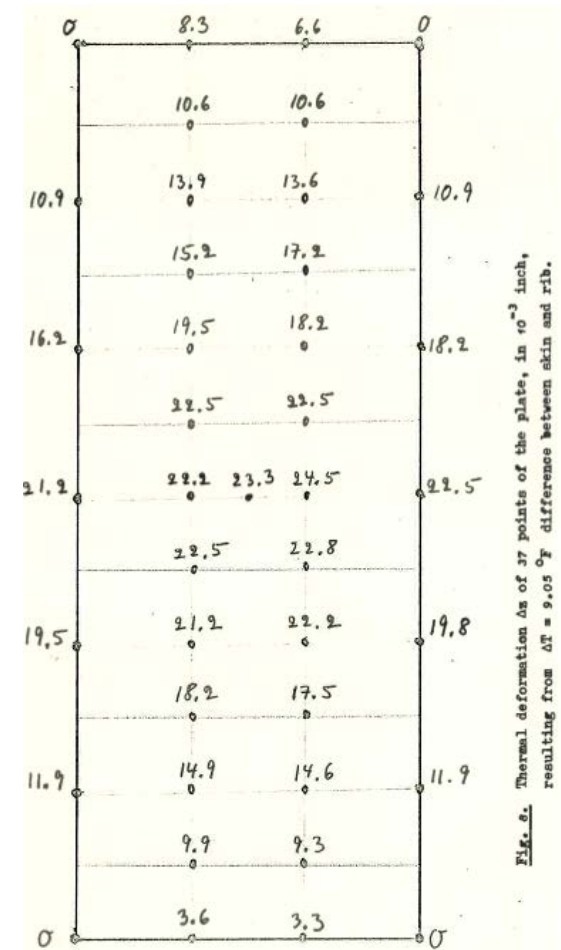 0 8.3 6.6 0
10.6 10.6
10.9 13.9 13.6 10.9
15.2 17.2
16.2 19.5 18.2 18.2
22.5 22.5
21.2 22.2 23.3 24.5 22.5
22.5 22.8
19.5 21.2 22.2 19.8
18.2 17.5
11.9 14.9 14.6 11.9
9.9 9.3
0 3.6 3.3 0
Fig. 8. Thermal deformation Δz of 37 points of the plate, in 10⁻³ inch,
resulting from ΔT = 9.05 °F difference between skin and rib.